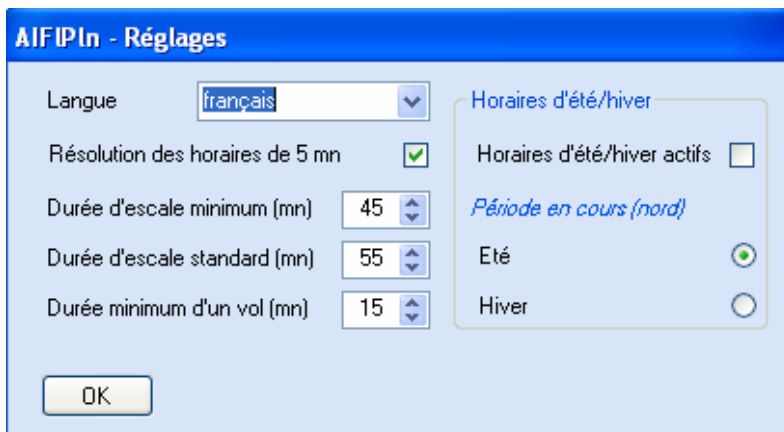 AIFlPln - Réglages
Langue
français
Résolution des horaires de 5 mn
Durée d'escale minimum (mn)
45
Durée d'escale standard (mn)
55
Durée minimum d'un vol (mn)
15
Horaires d'été/hiver
Horaires d'été/hiver actifs
Période en cours (nord)
Eté
Hiver
OK